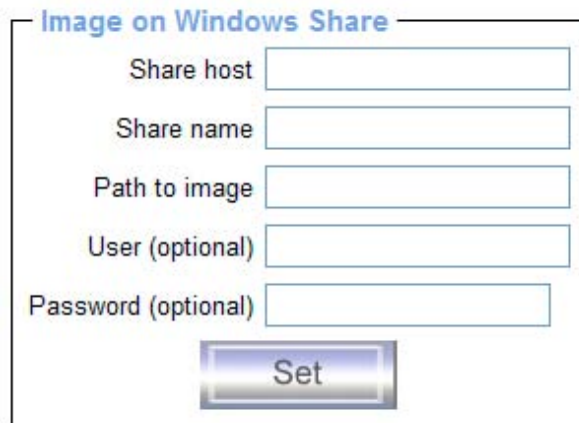 Image on Windows Share
Share host
Share name
Path to image
User (optional)
Password (optional)
Set